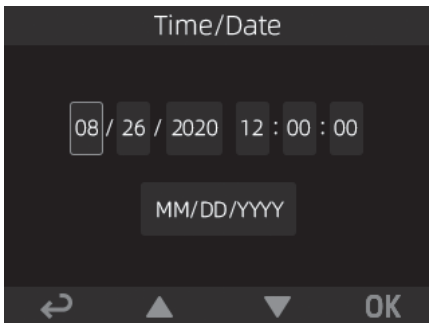 Time/Date
08 / 26 / 2020 12 : 00 : 00
MM/DD/YYYY
OK